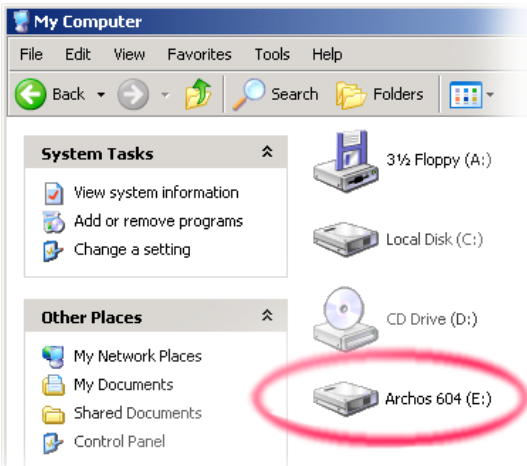 My Computer
File Edit View Favorites Tools Help
Back Search Folders
System Tasks
View system information
Add or remove programs
Change a setting
Other Places
My Network Places
My Documents
Shared Documents
Control Panel
3½ Floppy (A:)
Local Disk (C:)
CD Drive (D:)
Archos 604 (E:)